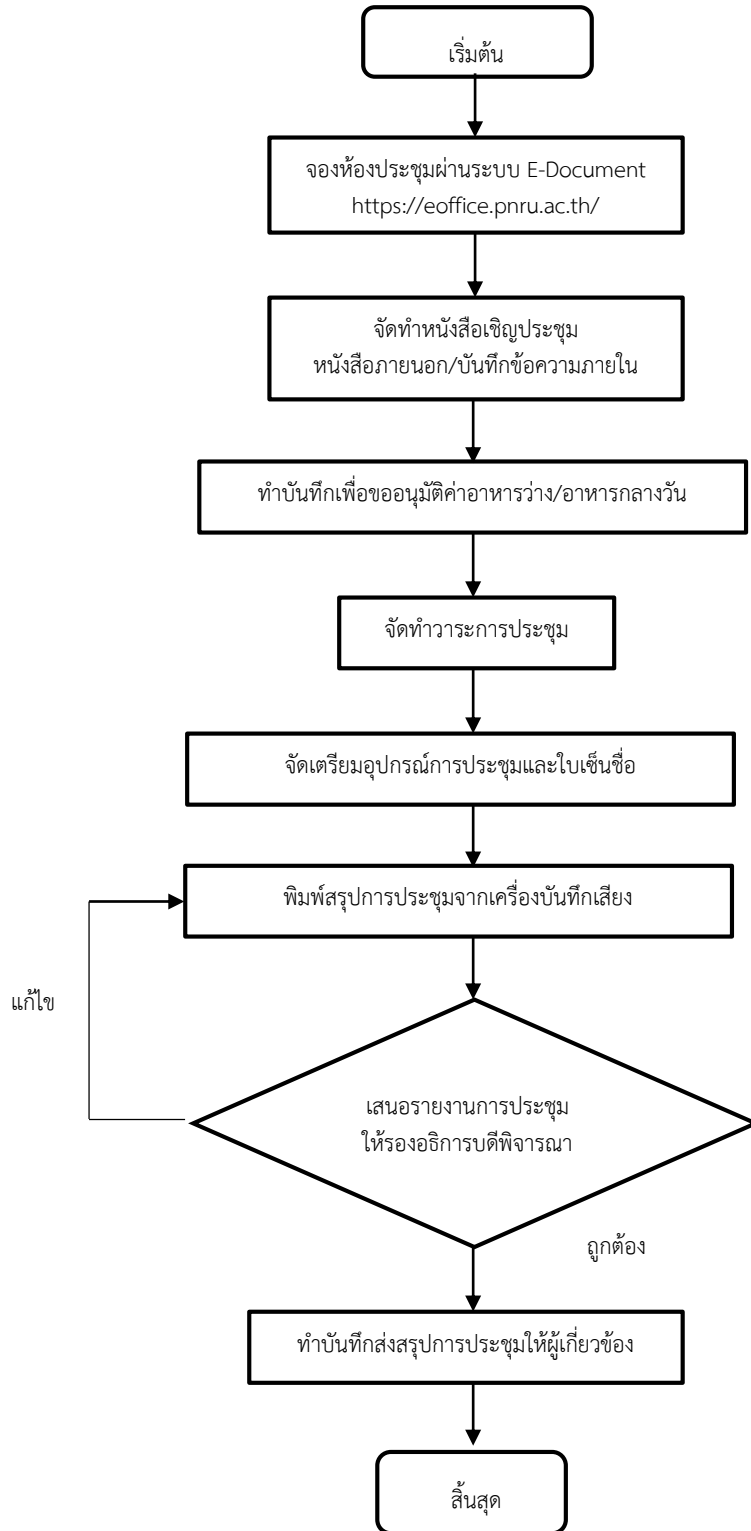 เริ่มต้น
จองห้องประชุมผ่านระบบ E-Document
https://eoffice.pnru.ac.th/
จัดทำหนังสือเชิญประชุม
หนังสือภายนอก/บันทึกข้อความภายใน
ทำบันทึกเพื่อขออนุมัติค่าอาหารว่าง/อาหารกลางวัน
จัดทำวาระการประชุม
จัดเตรียมอุปกรณ์การประชุมและใบเซ็นชื่อ
พิมพ์สรุปการประชุมจากเครื่องบันทึกเสียง
แก้ไข
เสนอรายงานการประชุม
ให้รองอธิการบดีพิจารณา
ถูกต้อง
ทำบันทึกส่งสรุปการประชุมให้ผู้เกี่ยวข้อง
สิ้นสุด